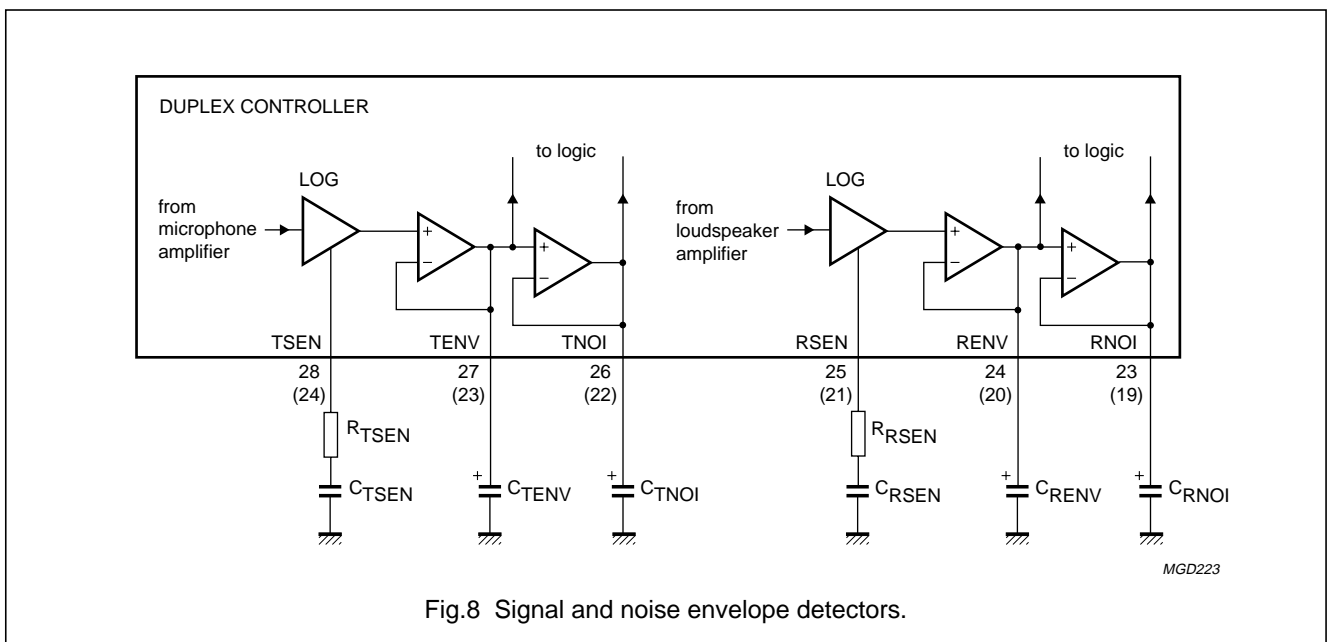 DUPLEX CONTROLLER
to logic
to logic
LOG
LOG
from
microphone
amplifier
from
loudspeaker
amplifier
+
−
+
−
+
−
+
−
TSEN
TENV
TNOI
RSEN
RENV
RNOI
28
(24)
27
(23)
26
(22)
25
(21)
24
(20)
23
(19)
RTSEN
RRSEN
CTSEN
+
CTENV
+
CTNOI
CRSEN
+
CRENV
+
CRNOI
MGD223
Fig.8 Signal and noise envelope detectors.